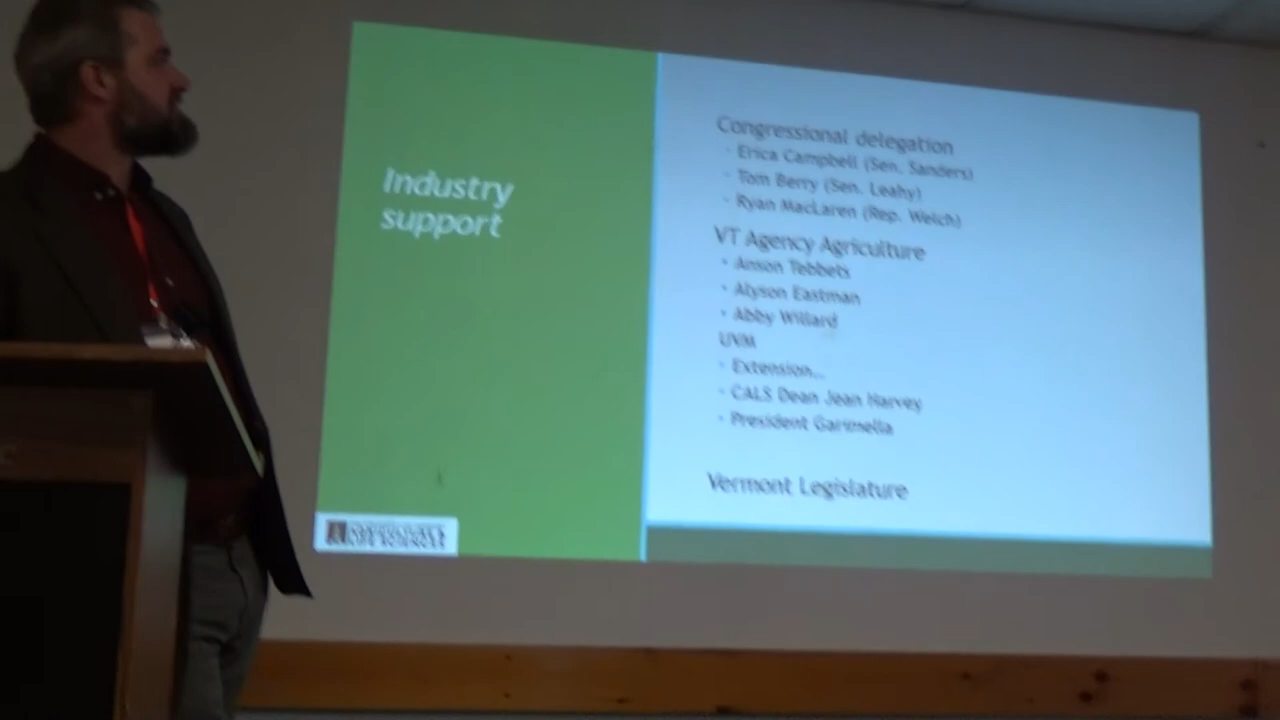 Industry
support
Congressional delegation
- Erica Campbell (Sen. Sanders)
- Tom Berry (Sen. Leahy)
- Ryan MacLaren (Rep. Welch)
VT Agency Agriculture
• Anson Tebbets
• Alyson Eastman
• Abby Willard
UVM
• Extension...
• CALS Dean Jean Harvey
• President Garimella
Vermont Legislature